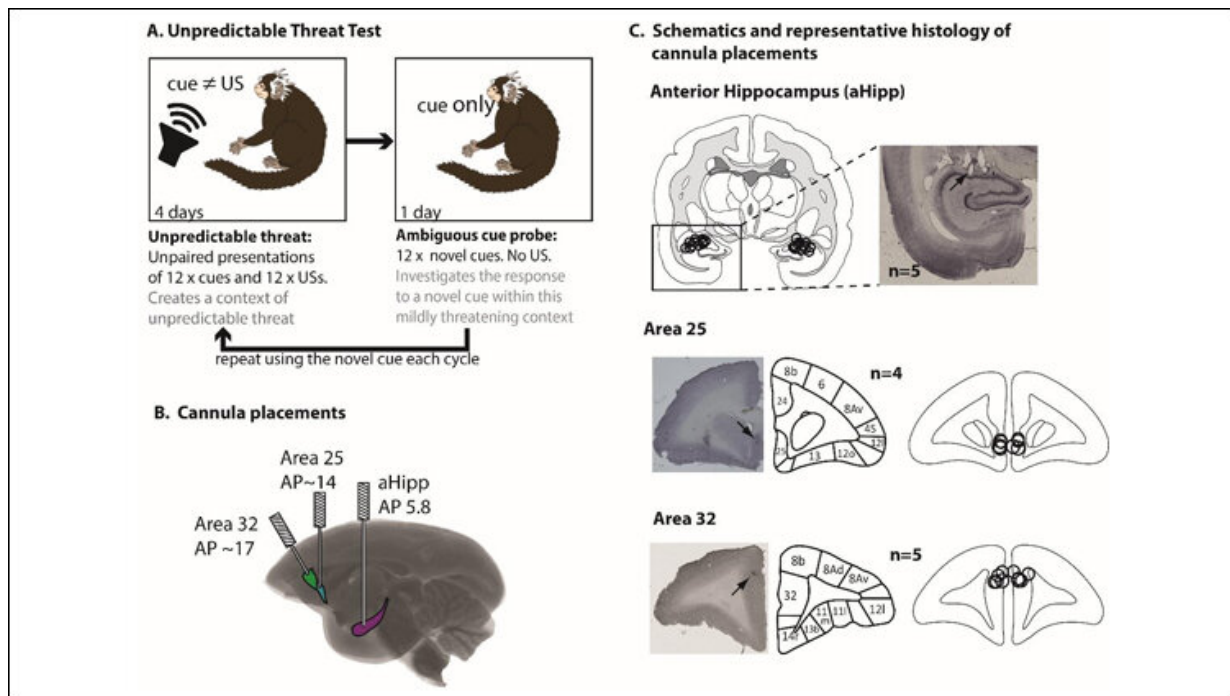 A. Unpredictable Threat Test
cue ≠ US
4 days
cue only
1 day
Unpredictable threat:
Unpaired presentations
of 12 x cues and 12 x USs.
Creates a context of
unpredictable threat
Ambiguous cue probe:
12 x novel cues. No US.
Investigates the response
to a novel cue within this
mildly threatening context
repeat using the novel cue each cycle
B. Cannula placements
Area 25
AP~14
aHipp
AP 5.8
Area 32
AP ~17
C. Schematics and representative histology of
cannula placements
Anterior Hippocampus (aHipp)
n=5
Area 25
8b
6
8Av
24
45
12l
25
13
12o
n=4
Area 32
8b
8Ad
8Av
32
11
m
11l
12l
14r
13b
n=5